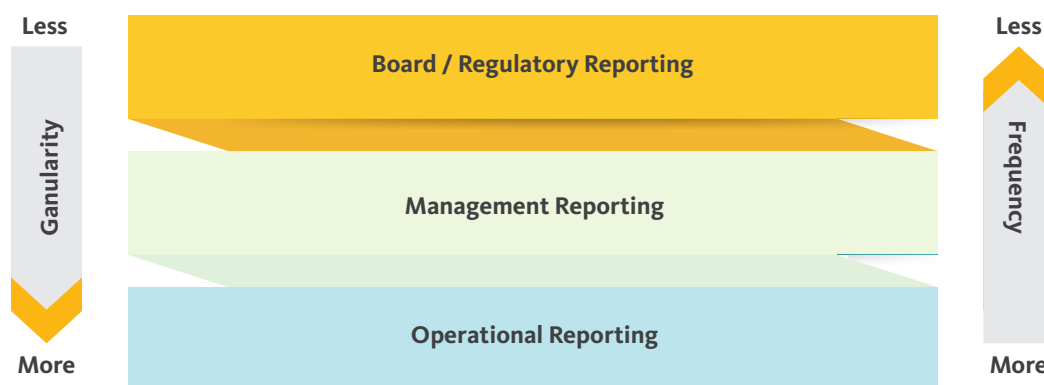 Less
Less
Board / Regulatory Reporting
Ganularity
Frequency
Management Reporting
Operational Reporting
More
More